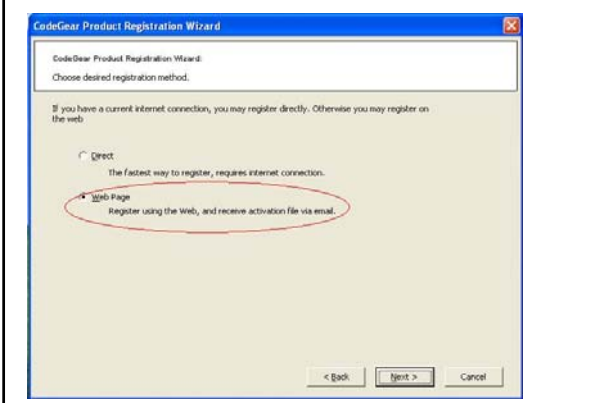 CodeGear Product Registration Wizard
CodeGear Product Registration Wizard:
Choose desired registration method.
If you have a current internet connection, you may register directly. Otherwise you may register on
the web
Direct
The fastest way to register, requires internet connection.
Web Page
Register using the Web, and receive activation file via email.
< Back
Next >
Cancel